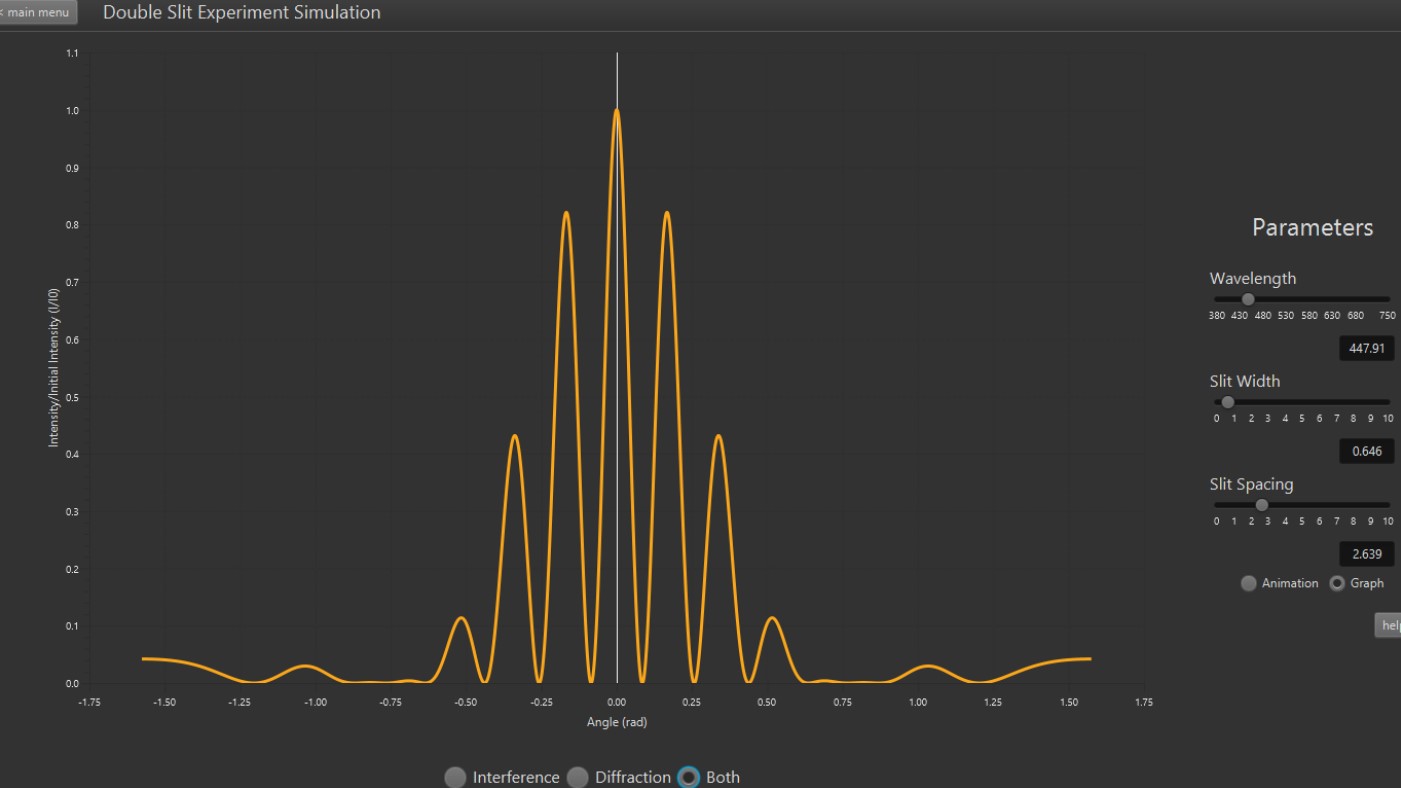 < main menu
Double Slit Experiment Simulation
1.1
1.0
0.9
0.8
0.7
0.6
0.5
0.4
0.3
0.2
0.1
0.0
Intensity/Initial Intensity (I/I0)
-1.75 -1.50 -1.25 -1.00 -0.75 -0.50 -0.25 0.00 0.25 0.50 0.75 1.00 1.25 1.50 1.75
Angle (rad)
Interference Diffraction Both
Parameters
Wavelength
380 430 480 530 580 630 680 750
447.91
Slit Width
0 1 2 3 4 5 6 7 8 9 10
0.646
Slit Spacing
0 1 2 3 4 5 6 7 8 9 10
2.639
Animation Graph
help